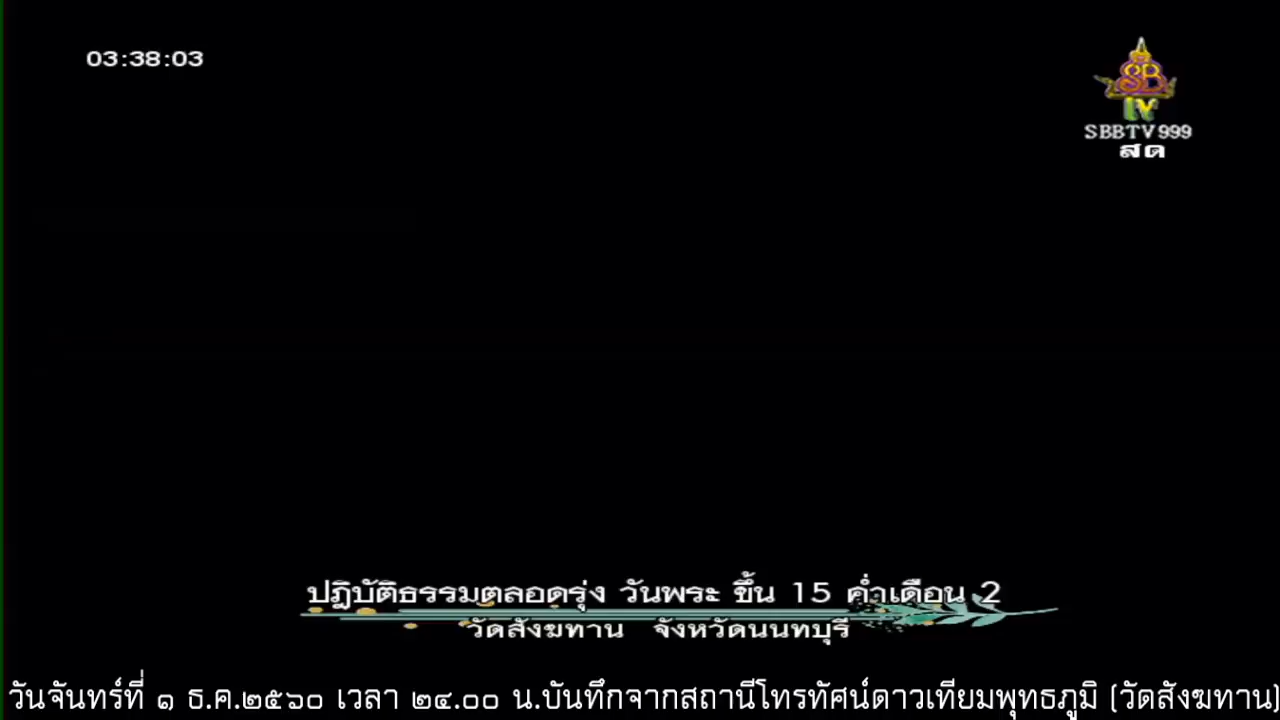 03:38:03
SB
TV
SBBTV999
สด
ปฏิบัติธรรมตลอดรุ่ง วันพระ ขึ้น 15 ค่ำเดือน 2
วัดสังฆทาน จังหวัดนนทบุรี
วันจันทร์ที่ ๑ ธ.ค.๒๕๖๐ เวลา ๒๔.๐๐ น.บันทึกจากสถานีโทรทัศน์ดาวเทียมพุทธภูมิ (วัดสังฆทาน)